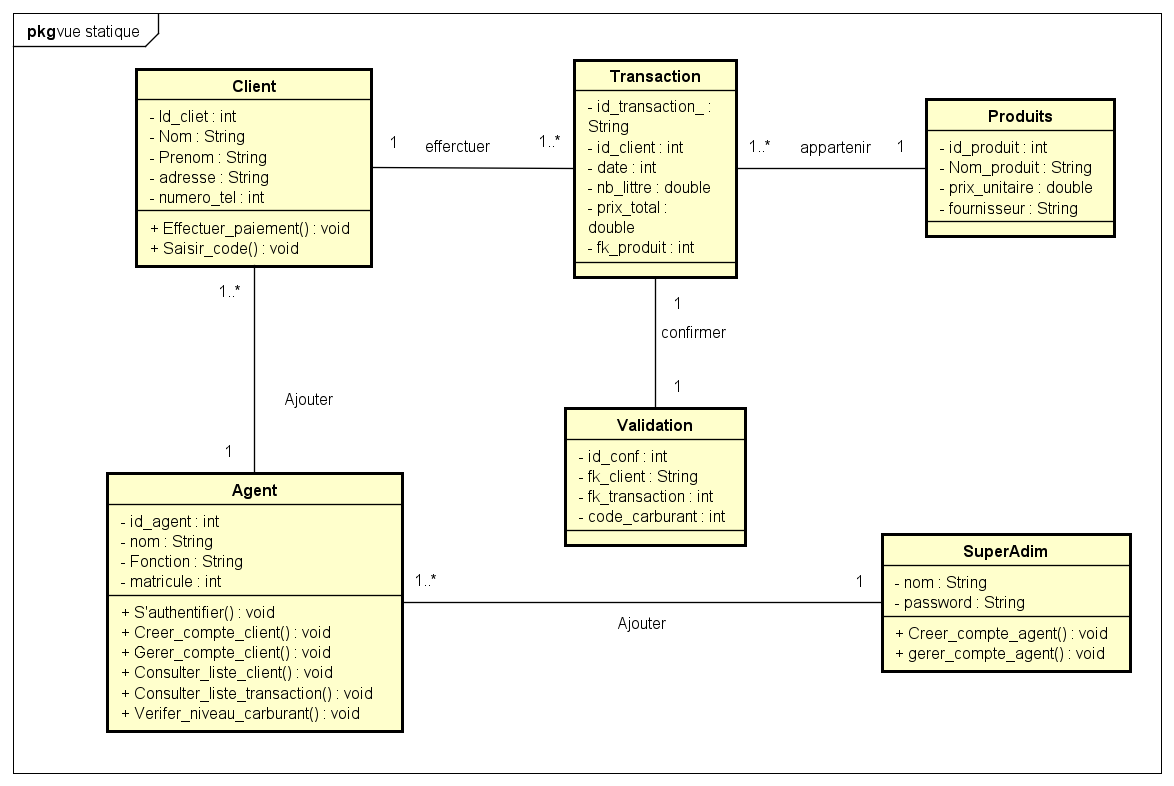 pkgvue statique
Client
- Id_cliet : int
- Nom : String
- Prenom : String
- adresse : String
- numero_tel : int
+ Effectuer_paiement() : void
+ Saisir_code() : void
1
efferctuer
1..*
Transaction
- id_transaction_ :
String
- id_client : int
- date : int
- nb_littre : double
- prix_total :
double
- fk_produit : int
1..*
appartenir
1
Produits
- id_produit : int
- Nom_produit : String
- prix_unitaire : double
- fournisseur : String
1..*
Ajouter
1
1
confirmer
1
Validation
- id_conf : int
- fk_client : String
- fk_transaction : int
- code_carburant : int
Agent
- id_agent : int
- nom : String
- Fonction : String
- matricule : int
+ S'authentifier() : void
+ Creer_compte_client() : void
+ Gerer_compte_client() : void
+ Consulter_liste_client() : void
+ Consulter_liste_transaction() : void
+ Verifer_niveau_carburant() : void
1..*
Ajouter
1
SuperAdim
- nom : String
- password : String
+ Creer_compte_agent() : void
+ gerer_compte_agent() : void